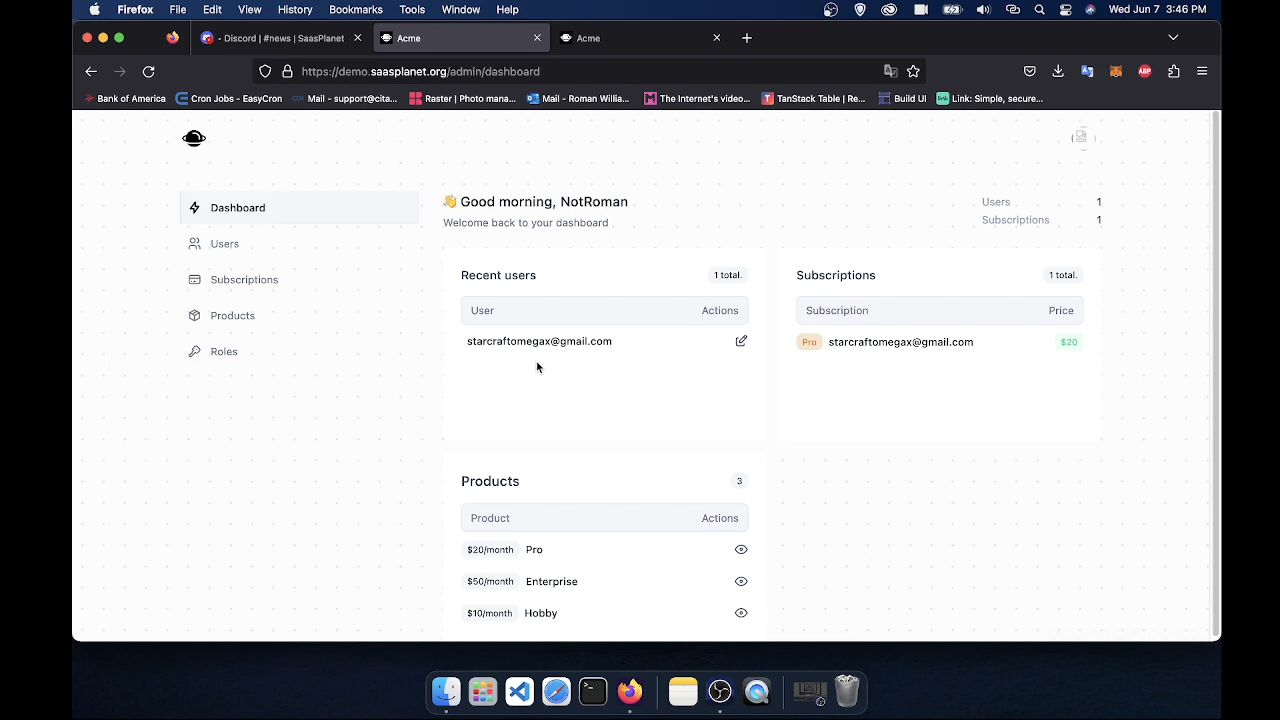 Firefox File Edit View History Bookmarks Tools Window Help Wed Jun 7 3:46 PM
- Discord | #news | SaasPlanet Acme Acme
https://demo.saasplanet.org/admin/dashboard ABP
Bank of America Cron Jobs - EasyCron Mail - support@cita... Raster | Photo mana... Mail - Roman Willia... The Internet's video... TanStack Table | Re... Build UI Link: Simple, secure...
Dashboard
Users
Subscriptions
Products
Roles
👋 Good morning, NotRoman
Welcome back to your dashboard
Users 1
Subscriptions 1
Recent users 1 total.
User Actions
starcraftomegax@gmail.com
Subscriptions 1 total.
Subscription Price
Pro starcraftomegax@gmail.com $20
Products 3
Product Actions
$20/month Pro
$50/month Enterprise
$10/month Hobby